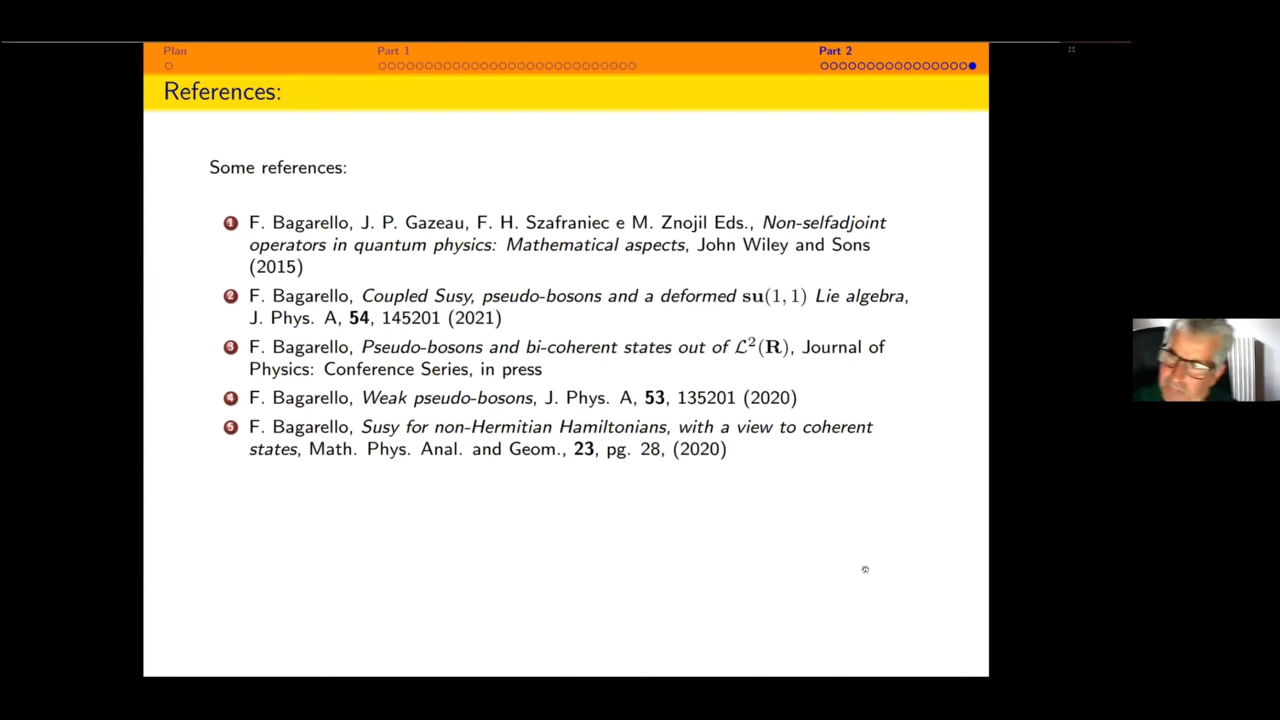 Plan Part 1 Part 2
References:
Some references:
1 F. Bagarello, J. P. Gazeau, F. H. Szafraniec e M. Znojil Eds., Non-selfadjoint
operators in quantum physics: Mathematical aspects, John Wiley and Sons
(2015)
2 F. Bagarello, Coupled Susy, pseudo-bosons and a deformed su(1, 1) Lie algebra,
J. Phys. A, 54, 145201 (2021)
3 F. Bagarello, Pseudo-bosons and bi-coherent states out of ℒ²(R), Journal of
Physics: Conference Series, in press
4 F. Bagarello, Weak pseudo-bosons, J. Phys. A, 53, 135201 (2020)
5 F. Bagarello, Susy for non-Hermitian Hamiltonians, with a view to coherent
states, Math. Phys. Anal. and Geom., 23, pg. 28, (2020)